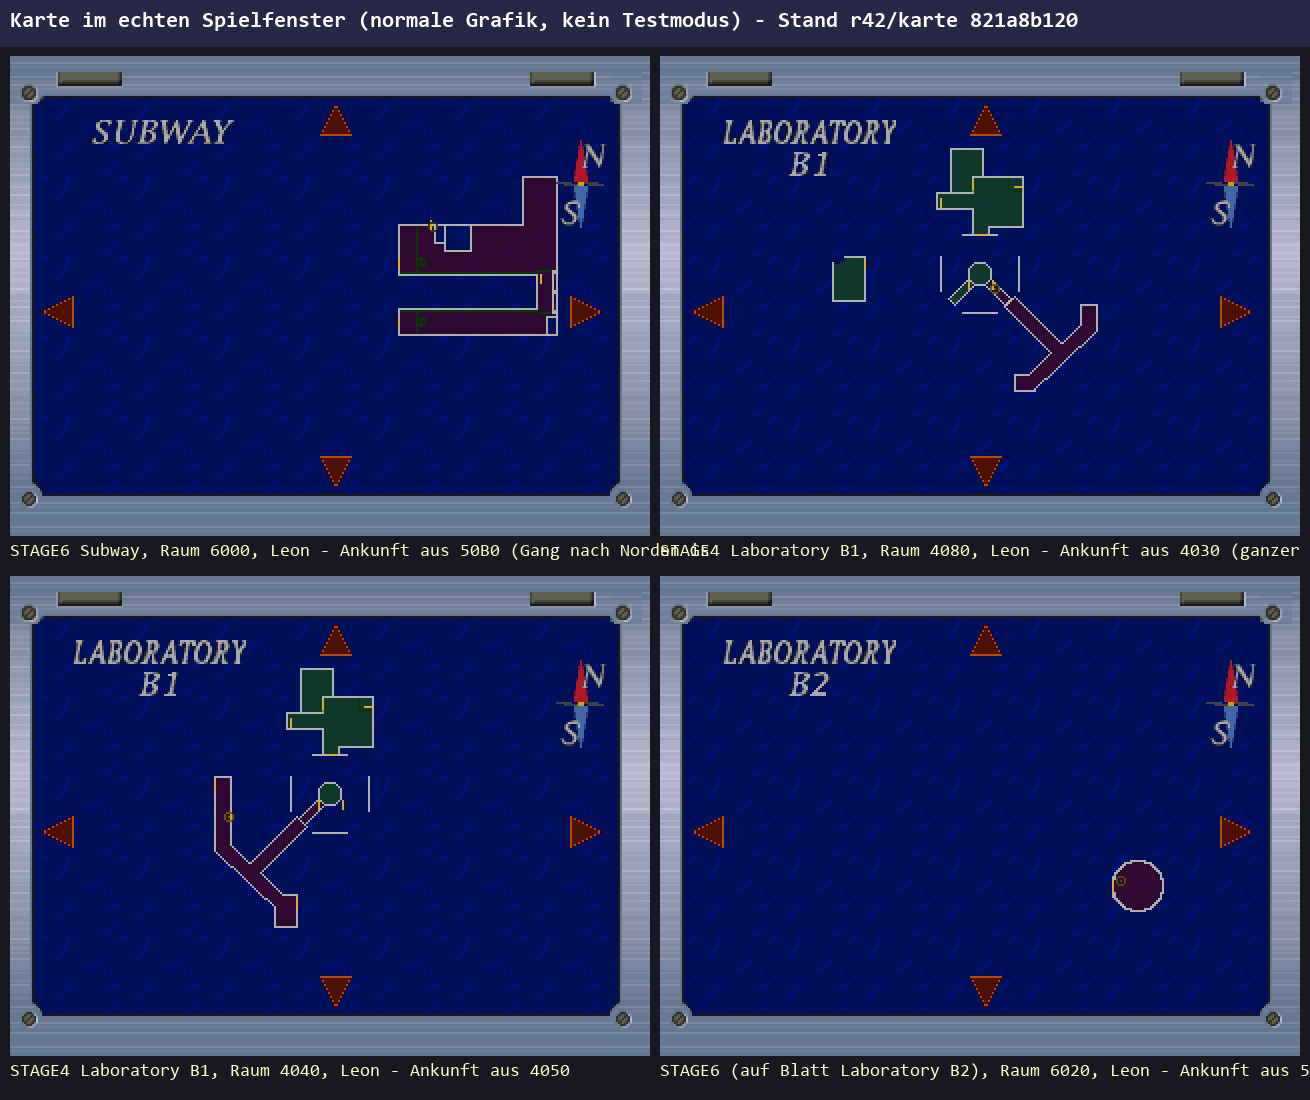 Karte im echten Spielfenster (normale Grafik, kein Testmodus) - Stand r42/karte 821a8b120
SUBWAY
N
S
LABORATORY
B1
N
S
STAGE6 Subway, Raum 6000, Leon - Ankunft aus 50B0 (Gang nach Norden
STAGE4 Laboratory B1, Raum 4080, Leon - Ankunft aus 4030 (ganzer
LABORATORY
B1
N
S
LABORATORY
B2
N
S
STAGE4 Laboratory B1, Raum 4040, Leon - Ankunft aus 4050
STAGE6 (auf Blatt Laboratory B2), Raum 6020, Leon - Ankunft aus 5